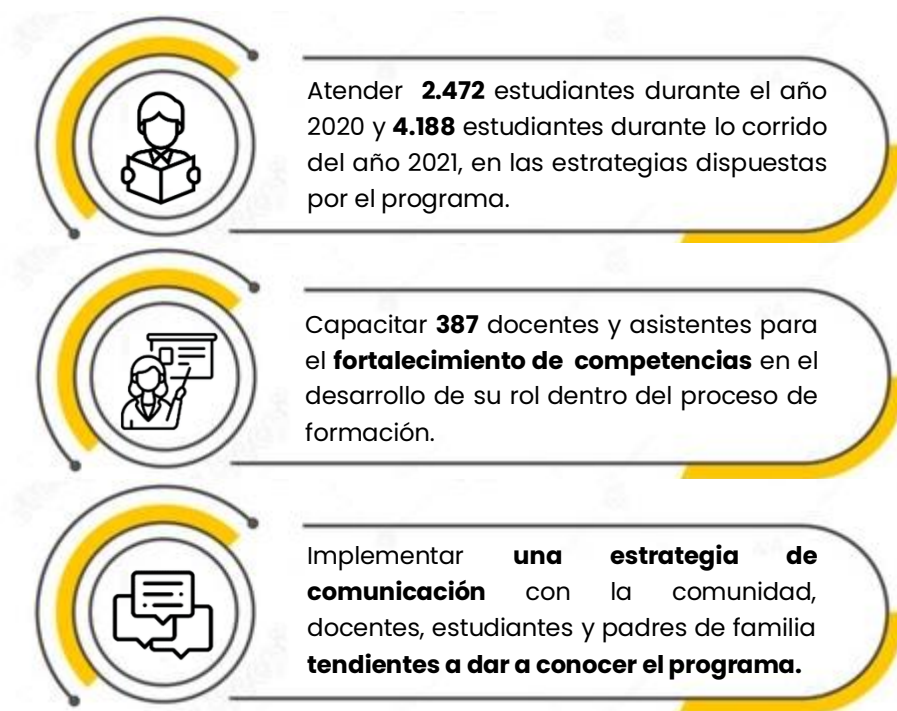 Atender 2.472 estudiantes durante el año
2020 y 4.188 estudiantes durante lo corrido
del año 2021, en las estrategias dispuestas
por el programa.
Capacitar 387 docentes y asistentes para
el fortalecimiento de competencias en el
desarrollo de su rol dentro del proceso de
formación.
Implementar una estrategia de
comunicación con la comunidad,
docentes, estudiantes y padres de familia
tendientes a dar a conocer el programa.